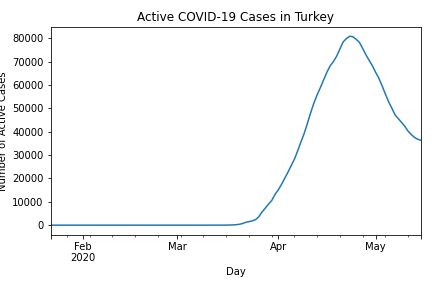 Active COVID-19 Cases in Turkey
Number of Active Cases
80000
70000
60000
50000
40000
30000
20000
10000
0
Feb Mar Apr May
2020
Day